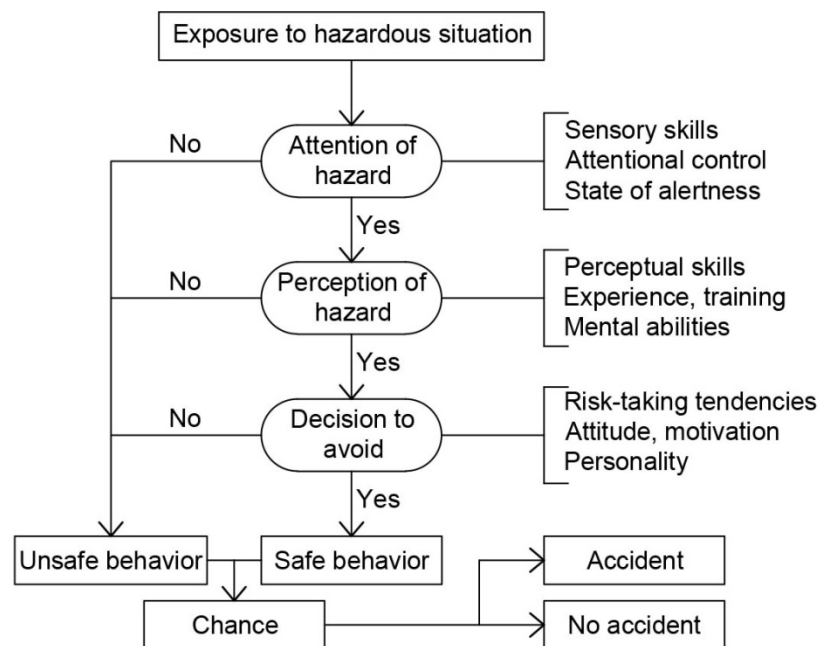 Exposure to hazardous situation
No
Attention of
hazard
Sensory skills
Attentional control
State of alertness
Yes
No
Perception of
hazard
Perceptual skills
Experience, training
Mental abilities
Yes
No
Decision to
avoid
Risk-taking tendencies
Attitude, motivation
Personality
Yes
Unsafe behavior
Safe behavior
Accident
Chance
No accident